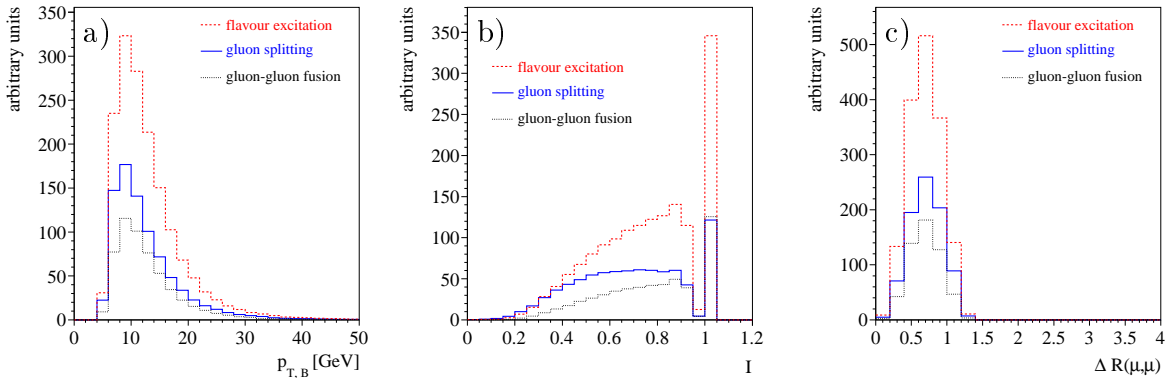 a)
arbitrary units
flavour excitation
gluon splitting
gluon-gluon fusion
350
300
250
200
150
100
50
0
0 10 20 30 40 50
p T, B [GeV]
b)
arbitrary units
flavour excitation
gluon splitting
gluon-gluon fusion
350
300
250
200
150
100
50
0
0 0.2 0.4 0.6 0.8 1 1.2
I
c)
arbitrary units
flavour excitation
gluon splitting
gluon-gluon fusion
500
400
300
200
100
0
0 0.5 1 1.5 2 2.5 3 3.5 4
Δ R(μ,μ)